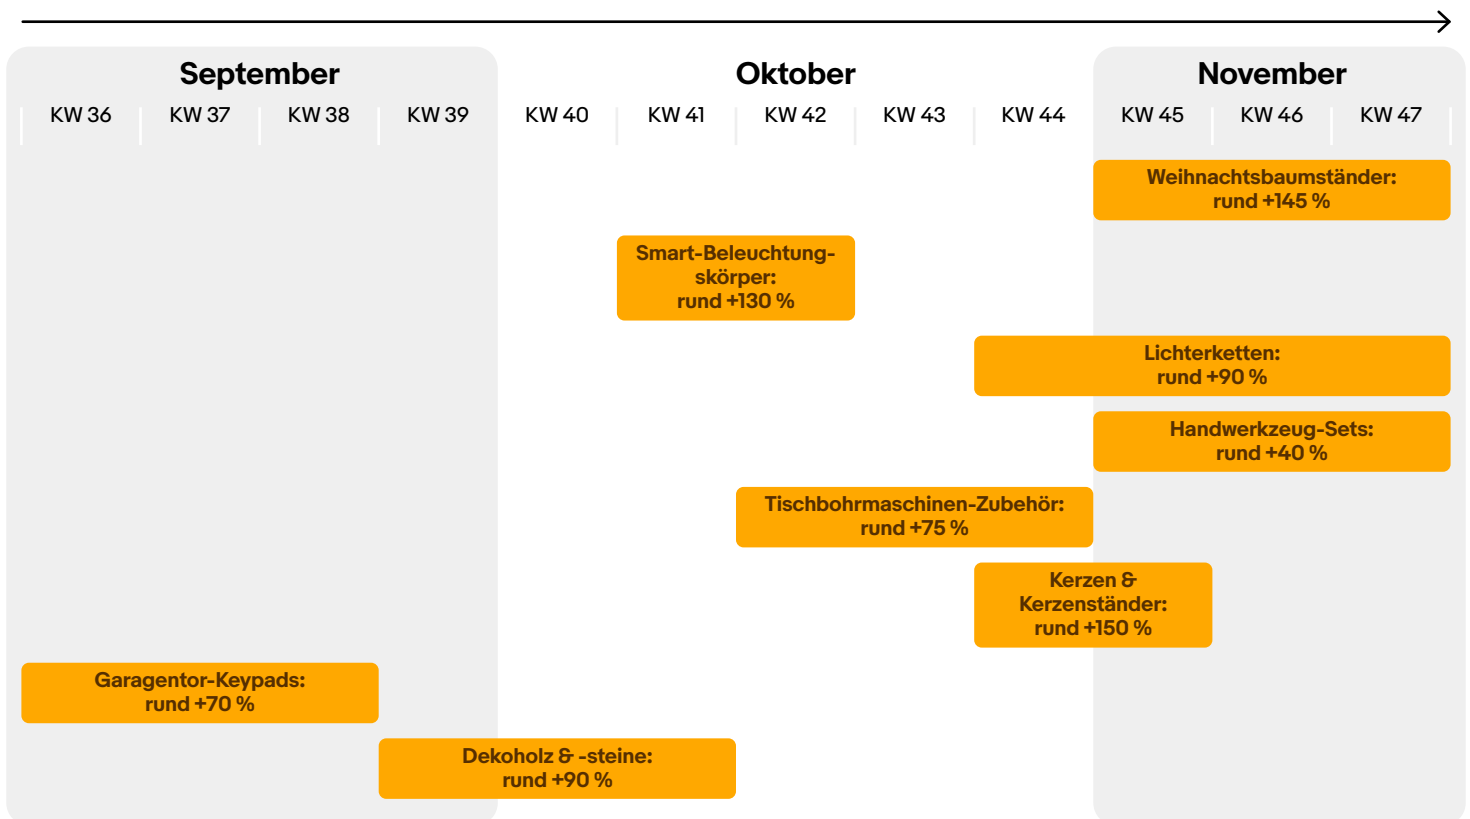 September Oktober November
KW 36 KW 37 KW 38 KW 39 KW 40 KW 41 KW 42 KW 43 KW 44 KW 45 KW 46 KW 47
Weihnachtsbaumständer:
rund +145 %
Smart-Beleuchtung-
skörper:
rund +130 %
Lichterketten:
rund +90 %
Handwerkzeug-Sets:
rund +40 %
Tischbohrmaschinen-Zubehör:
rund +75 %
Kerzen &
Kerzenständer:
rund +150 %
Garagentor-Keypads:
rund +70 %
Dekoholz & -steine:
rund +90 %